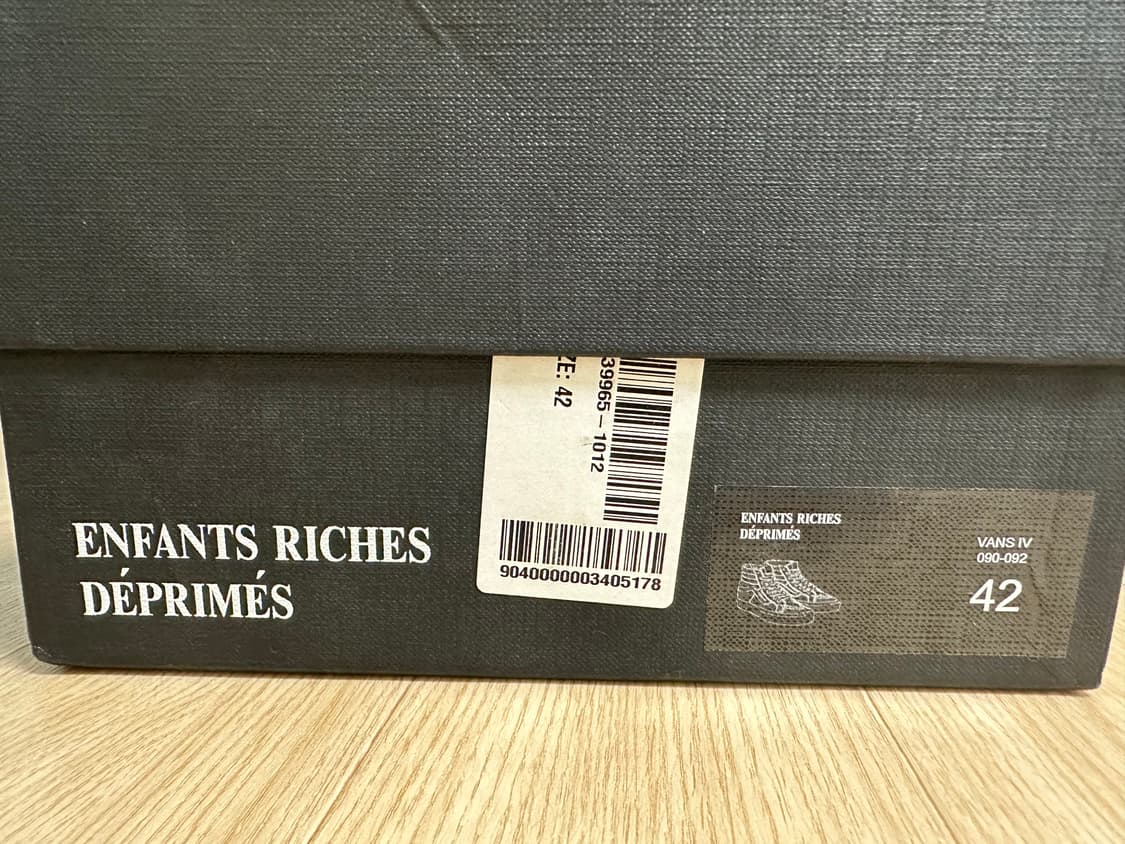 ENFANTS RICHES
DÉPRIMÉS
ZE: 42
39965-1012
9040000003405178
ENFANTS RICHES
DÉPRIMÉS
VANS IV
090-092
42